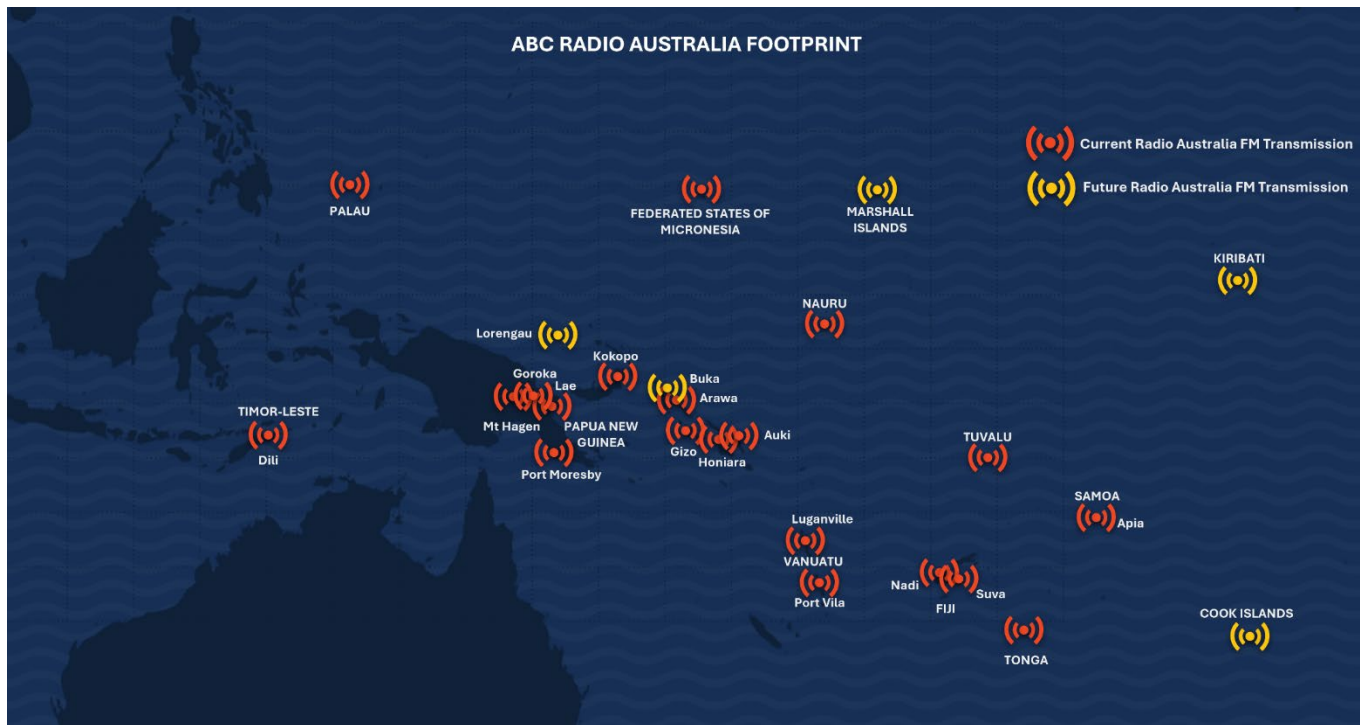 ABC RADIO AUSTRALIA FOOTPRINT
Current Radio Australia FM Transmission
Future Radio Australia FM Transmission
PALAU
FEDERATED STATES OF
MICRONESIA
MARSHALL
ISLANDS
KIRIBATI
NAURU
Lorengau
Kokopo
Goroka
Lae
Buka
Arawa
TIMOR-LESTE
Dili
Mt Hagen
PAPUA NEW
GUINEA
Port Moresby
Gizo
Honiara
Auki
TUVALU
SAMOA
Apia
Luganville
VANUATU
Port Vila
Nadi
Suva
FIJI
COOK ISLANDS
TONGA